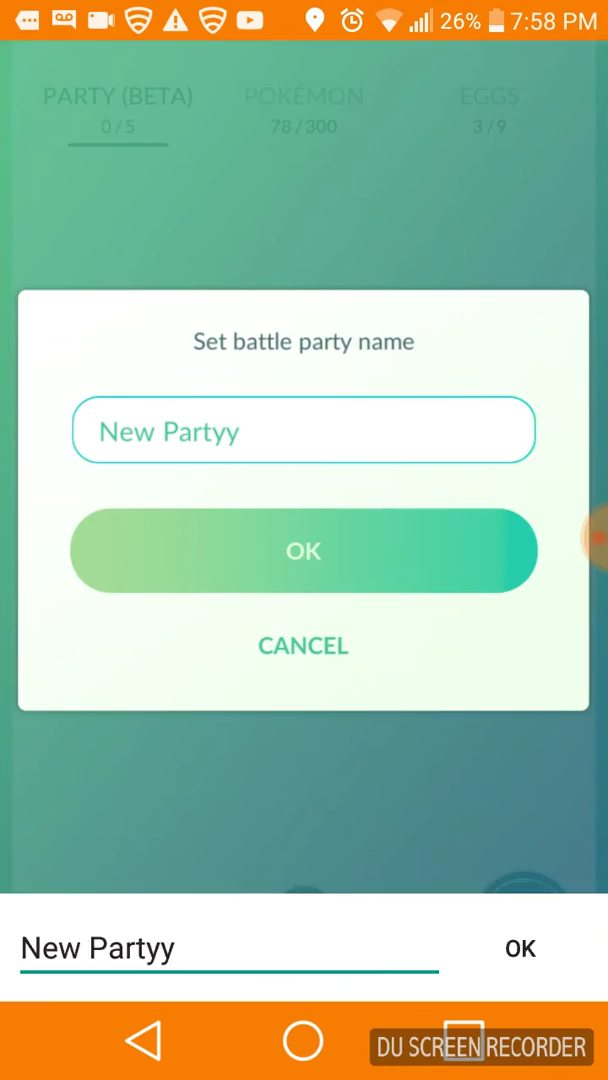 26% 7:58 PM
PARTY (BETA) POKÉMON EGGS
0/5 78/300 3/9
Set battle party name
New Partyy
OK
CANCEL
New Partyy OK
DU SCREEN RECORDER